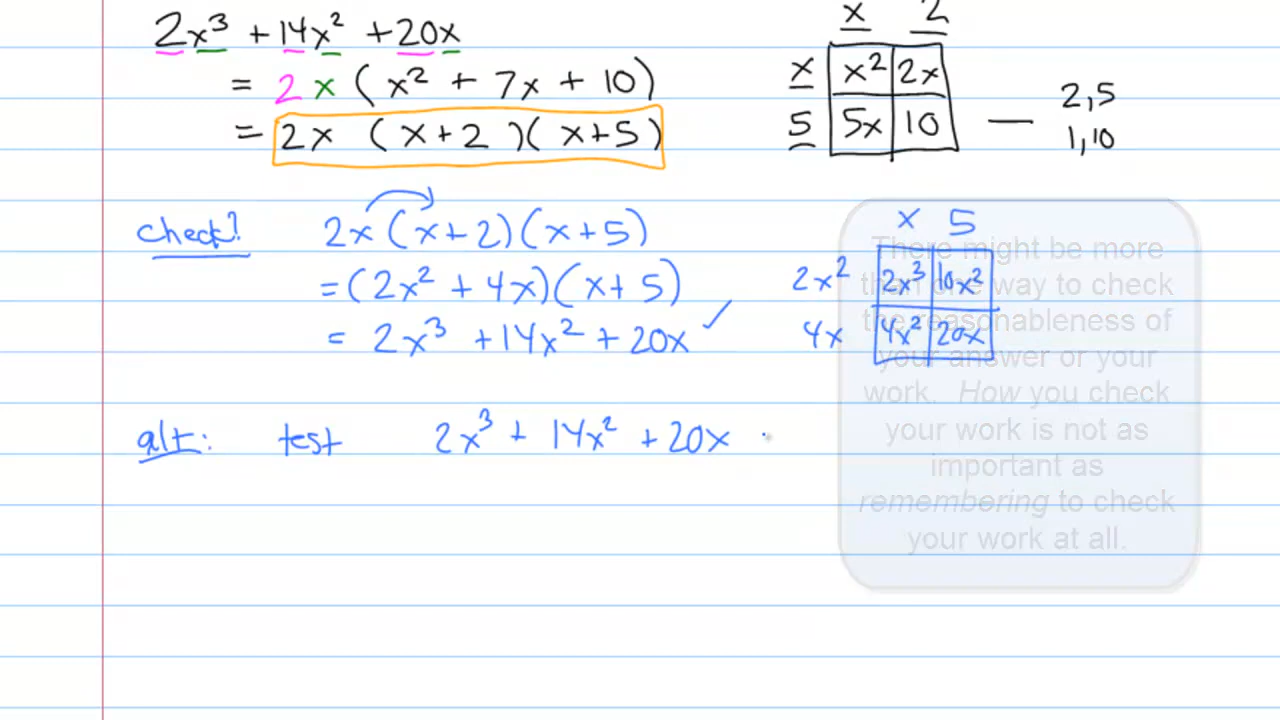 2x³ + 14x² + 20x
= 2x (x² + 7x + 10)
= 2x (x+2)(x+5)
x 2
x x² 2x
5 5x 10 — 2,5
1,10
check? 2x(x+2)(x+5)
= (2x² + 4x)(x+5)
= 2x³ + 14x² + 20x ✓
x 5
2x² 2x³ 10x²
4x 4x² 20x
There might be more
than one way to check
the reasonableness of
your answer or your
work. How you check
your work is not as
important as
remembering to check
your work at all.
alt: test 2x³ + 14x² + 20x